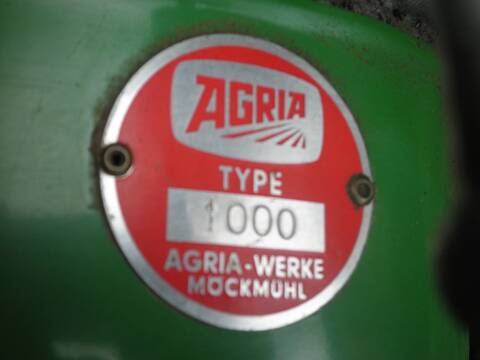 AGRIA
TYPE
1000
AGRIA-WERKE
MÖCKMÜHL